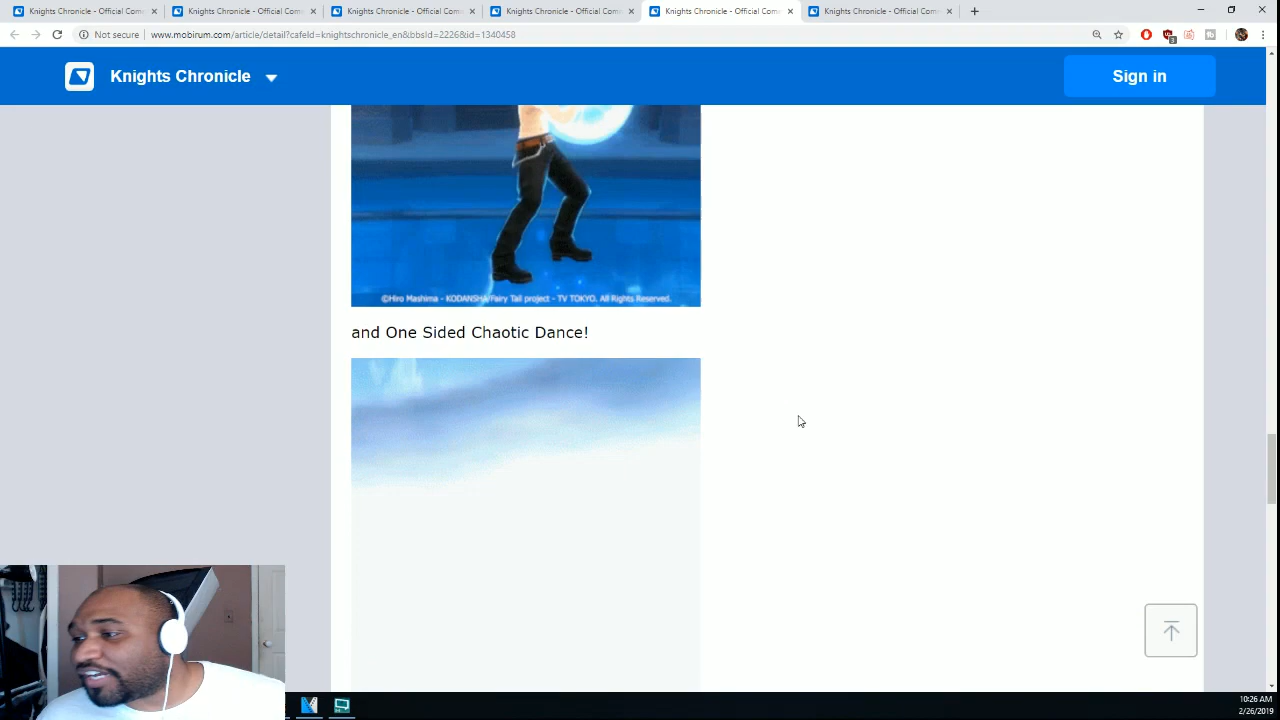 Knights Chronicle - Official Com
Knights Chronicle - Official Com
Knights Chronicle - Official Com
Knights Chronicle - Official Com
Knights Chronicle - Official Com
Knights Chronicle - Official Com
Not secure
www.mobirum.com/article/detail?cafeId=knightschronicle_en&bbsId=2226&id=1340458
3
Knights Chronicle
Sign in
©Hiro Mashima - KODANSHA/Fairy Tail project - TV TOKYO. All Rights Reserved.
and One Sided Chaotic Dance!
10:26 AM
2/26/2019